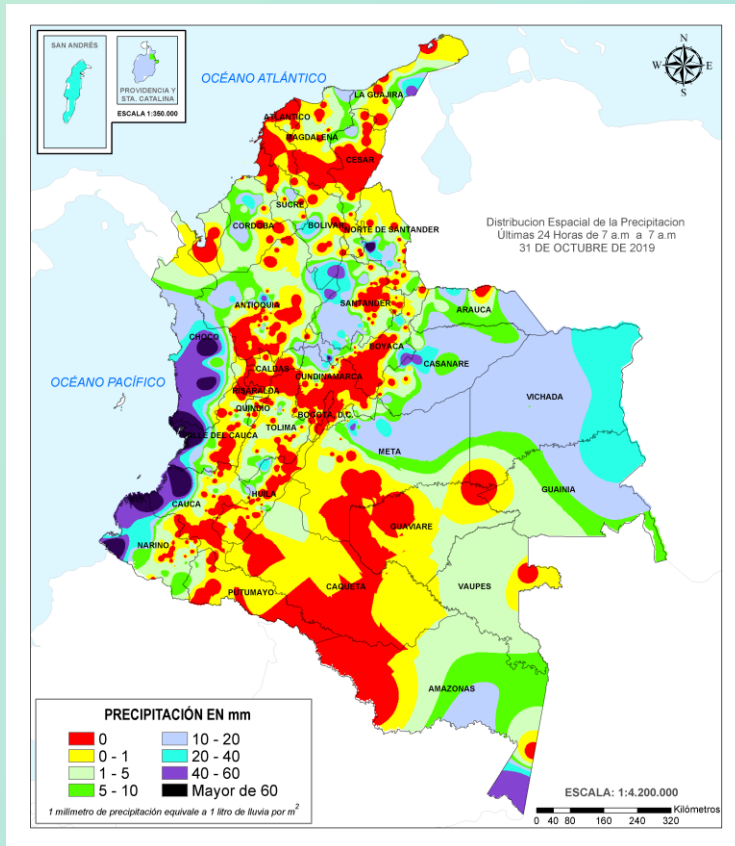 SAN ANDRÉS
PROVIDENCIA Y
STA. CATALINA
ESCALA 1:350.000
OCÉANO ATLÁNTICO
N
W
E
S
LA GUAJIRA
ATLANTICO
MAGDALENA
CESAR
SUCRE
CORDOBA
BOLIVAR
NORTE DE SANTANDER
Distribucion Espacial de la Precipitacion
Últimas 24 Horas de 7 a.m a 7 a.m
31 DE OCTUBRE DE 2019
ANTIOQUIA
SANTANDER
ARAUCA
CHOCO
BOYACA
CASANARE
OCÉANO PACÍFICO
CALDAS
CUNDINAMARCA
RISARALDA
VICHADA
QUINDIO
BOGOTA, D.C.
TOLIMA
VALLE DEL CAUCA
META
GUAINIA
HUILA
CAUCA
GUAVIARE
NARINO
VAUPES
PUTUMAYO
CAQUETA
AMAZONAS
PRECIPITACIÓN EN mm
0
10 - 20
0 - 1
20 - 40
1 - 5
40 - 60
5 - 10
Mayor de 60
1 milimetro de precipitación equivale a 1 litro de lluvia por m2
ESCALA: 1:4.200.000
Kilómetros
0 40 80 160 240 320